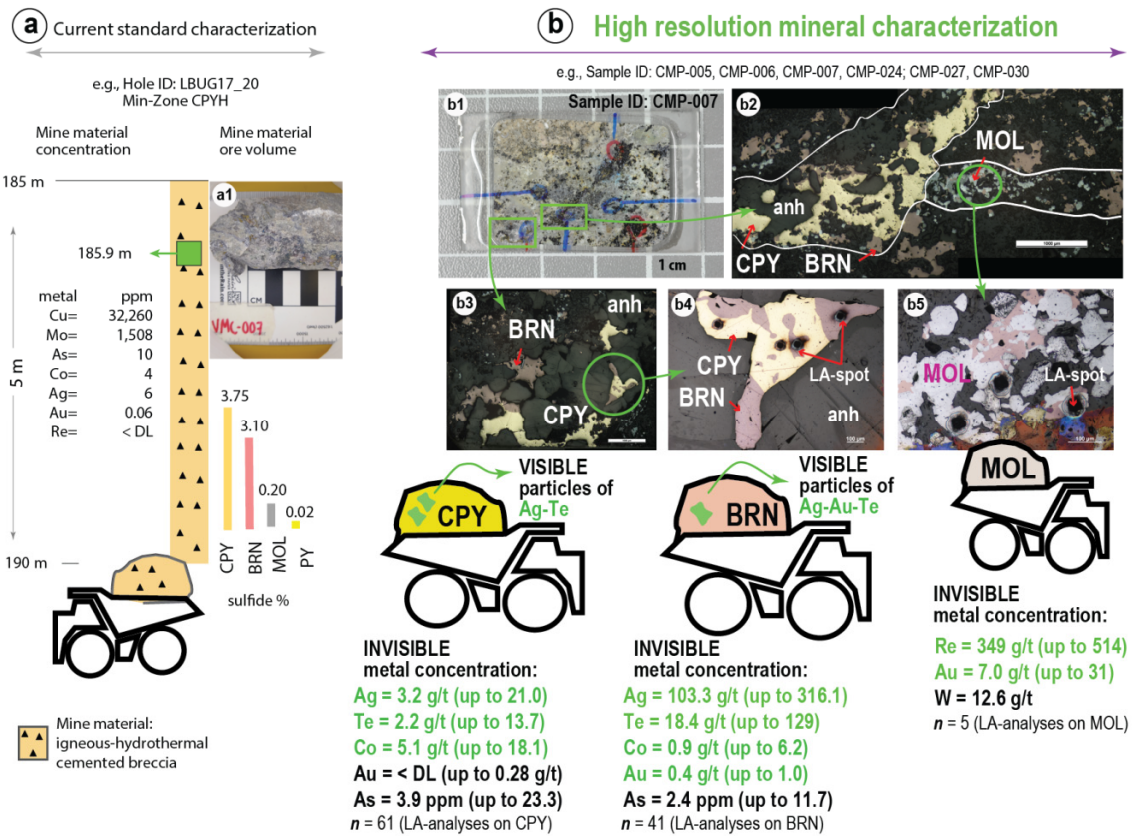 a Current standard characterization
e.g., Hole ID: LBUG17_20
Min-Zone CPYH
Mine material
concentration
Mine material
ore volume
185 m
a1
185.9 m
5 m
metal ppm
Cu= 32,260
Mo= 1,508
As= 10
Co= 4
Ag= 6
Au= 0.06
Re= < DL
CM
VMC-007
3.75
3.10
0.20
0.02
CPY
BRN
MOL
PY
sulfide %
190 m
Mine material:
igneous-hydrothermal
cemented breccia
b High resolution mineral characterization
e.g., Sample ID: CMP-005, CMP-006, CMP-007, CMP-024; CMP-027, CMP-030
b1
Sample ID: CMP-007
1 cm
b2
MOL
anh
CPY
BRN
1000 µm
b3
anh
BRN
CPY
b4
CPY
BRN
LA-spot
anh
100 µm
b5
MOL
LA-spot
100 µm
VISIBLE
particles of
Ag-Te
CPY
INVISIBLE
metal concentration:
Ag = 3.2 g/t (up to 21.0)
Te = 2.2 g/t (up to 13.7)
Co = 5.1 g/t (up to 18.1)
Au = < DL (up to 0.28 g/t)
As = 3.9 ppm (up to 23.3)
n = 61 (LA-analyses on CPY)
VISIBLE
particles of
Ag-Au-Te
BRN
INVISIBLE
metal concentration:
Ag = 103.3 g/t (up to 316.1)
Te = 18.4 g/t (up to 129)
Co = 0.9 g/t (up to 6.2)
Au = 0.4 g/t (up to 1.0)
As = 2.4 ppm (up to 11.7)
n = 41 (LA-analyses on BRN)
MOL
INVISIBLE
metal concentration:
Re = 349 g/t (up to 514)
Au = 7.0 g/t (up to 31)
W = 12.6 g/t
n = 5 (LA-analyses on MOL)